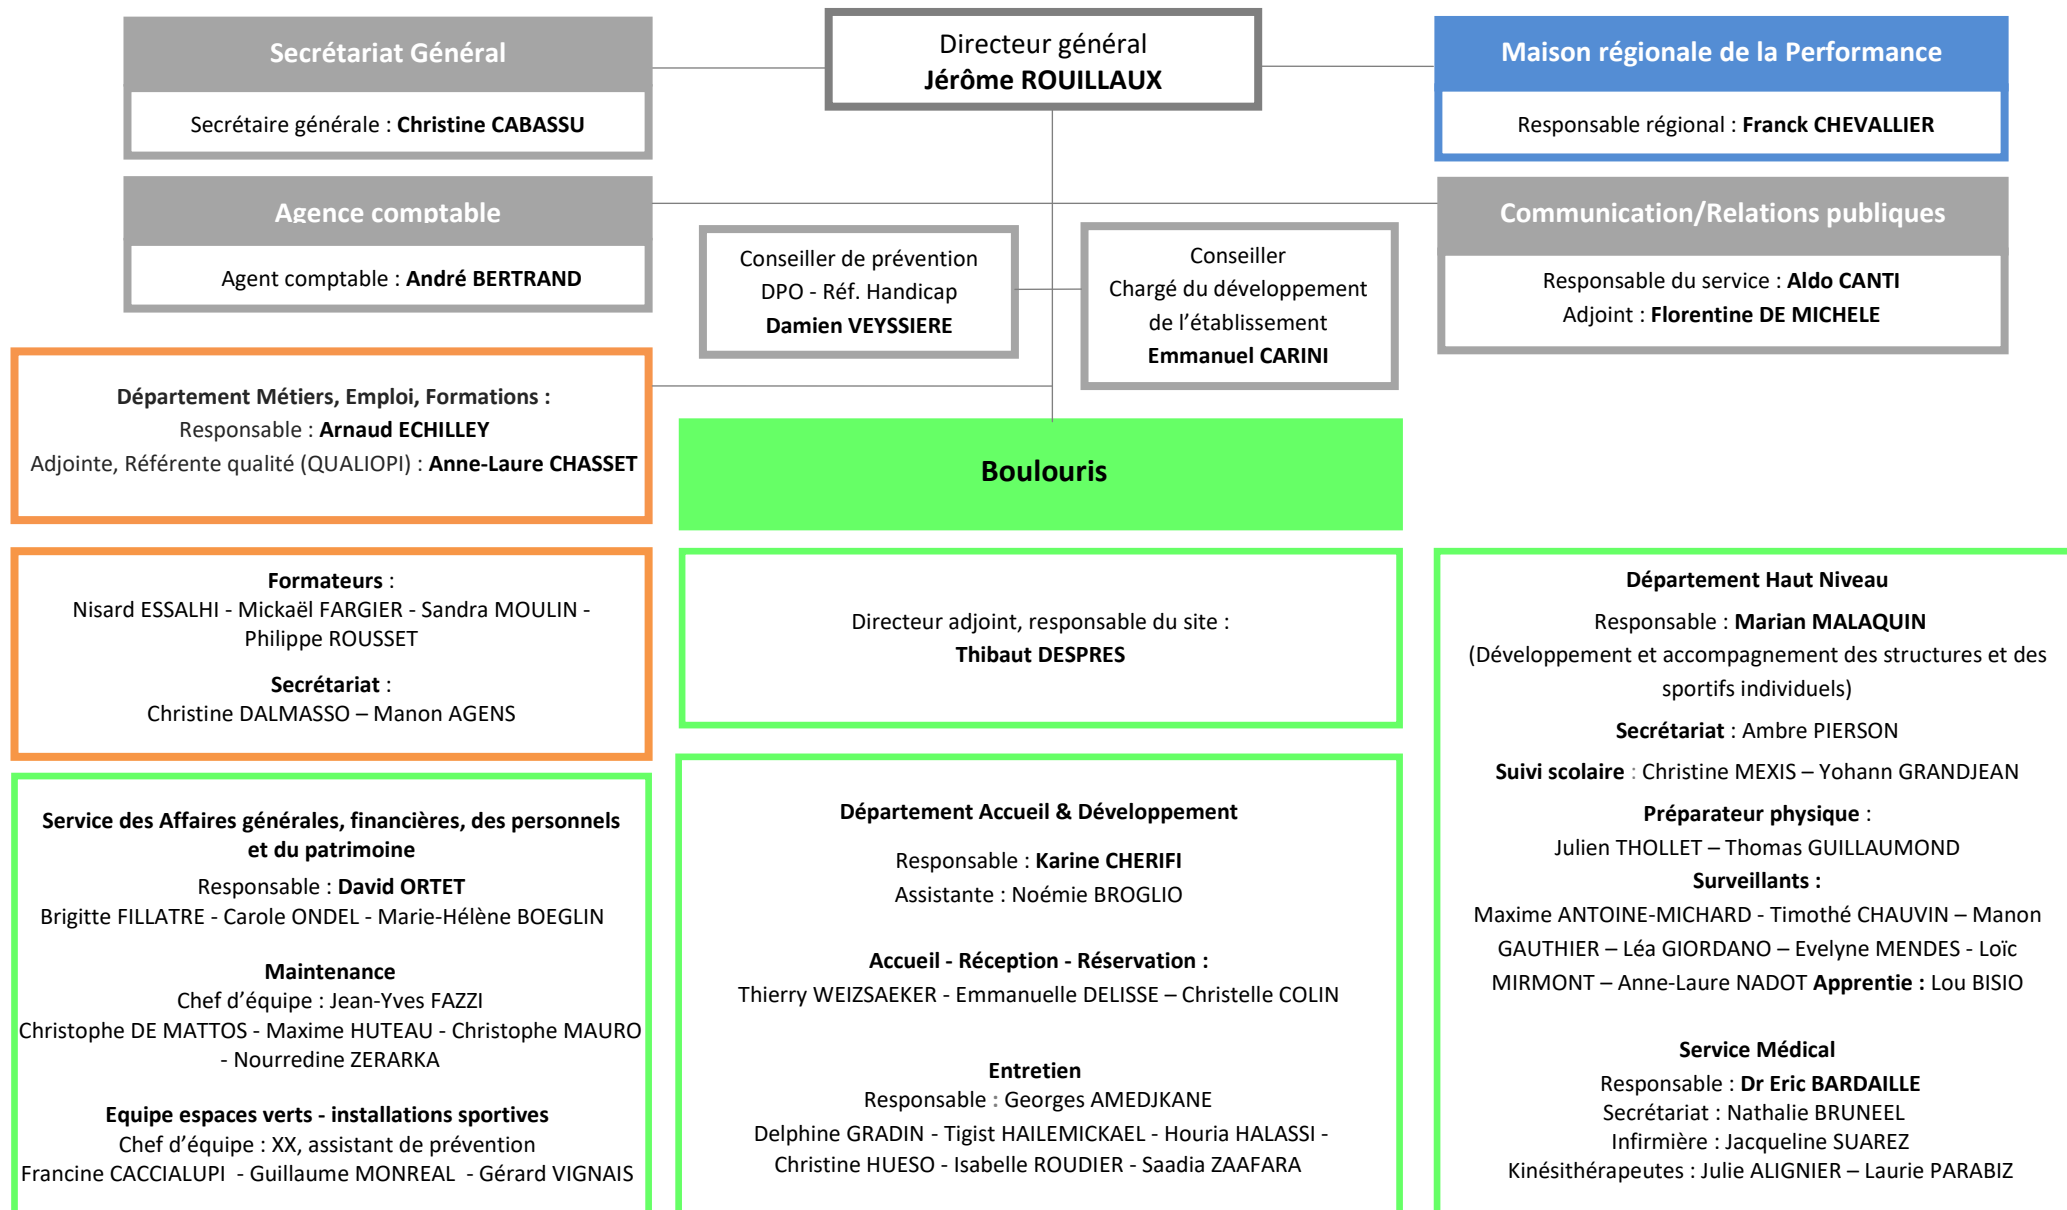 Secrétariat Général
Secrétaire générale : Christine CABASSU
Directeur général
Jérôme ROUILLAUX
Maison régionale de la Performance
Responsable régional : Franck CHEVALLIER
Agence comptable
Agent comptable : André BERTRAND
Conseiller de prévention
DPO - Réf. Handicap
Damien VEYSSIERE
Conseiller
Chargé du développement
de l’établissement
Emmanuel CARINI
Communication/Relations publiques
Responsable du service : Aldo CANTI
Adjoint : Florentine DE MICHELE
Département Métiers, Emploi, Formations :
Responsable : Arnaud ECHILLEY
Adjointe, Référente qualité (QUALIOPI) : Anne-Laure CHASSET
Boulouris
Formateurs :
Nisard ESSALHI - Mickaël FARGIER - Sandra MOULIN -
Philippe ROUSSET
Secrétariat :
Christine DALMASSO – Manon AGENS
Directeur adjoint, responsable du site :
Thibaut DESPRES
Service des Affaires générales, financières, des personnels
et du patrimoine
Responsable : David ORTET
Brigitte FILLATRE - Carole ONDEL - Marie-Hélène BOEGLIN
Maintenance
Chef d’équipe : Jean-Yves FAZZI
Christophe DE MATTOS - Maxime HUTEAU - Christophe MAURO
- Nourredine ZERARKA
Equipe espaces verts - installations sportives
Chef d’équipe : XX, assistant de prévention
Francine CACCIALUPI - Guillaume MONREAL - Gérard VIGNAIS
Département Accueil & Développement
Responsable : Karine CHERIFI
Assistante : Noémie BROGLIO
Accueil - Réception - Réservation :
Thierry WEIZSAEKER - Emmanuelle DELISSE – Christelle COLIN
Entretien
Responsable : Georges AMEDJKANE
Delphine GRADIN - Tigist HAILEMICKAEL - Houria HALASSI -
Christine HUESO - Isabelle ROUDIER - Saadia ZAAFARA
Département Haut Niveau
Responsable : Marian MALAQUIN
(Développement et accompagnement des structures et des
sportifs individuels)
Secrétariat : Ambre PIERSON
Suivi scolaire : Christine MEXIS – Yohann GRANDJEAN
Préparateur physique :
Julien THOLLET – Thomas GUILLAUMOND
Surveillants :
Maxime ANTOINE-MICHARD - Timothé CHAUVIN – Manon
GAUTHIER – Léa GIORDANO – Evelyne MENDES - Loïc
MIRMONT – Anne-Laure NADOT Apprentie : Lou BISIO
Service Médical
Responsable : Dr Eric BARDAILLE
Secrétariat : Nathalie BRUNEEL
Infirmière : Jacqueline SUAREZ
Kinésithérapeutes : Julie ALIGNIER – Laurie PARABIZ